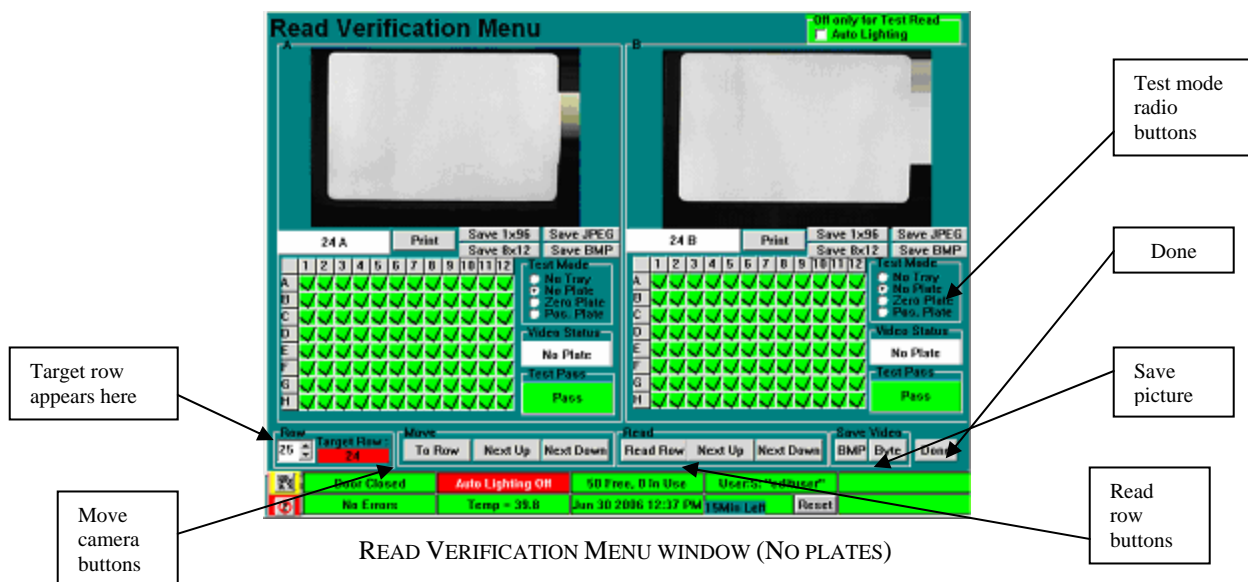 Read Verification Menu
Off only for Test Read
Auto Lighting
A
B
Test mode
radio
buttons
24 A
Print
Save 1x96
Save JPEG
Save 8x12
Save BMP
24 B
Print
Save 1x96
Save JPEG
Save 8x12
Save BMP
1 2 3 4 5 6 7 8 9 10 11 12
A
B
C
D
E
F
G
H
Test Mode
No Tray
No Plate
Zero Plate
Pos. Plate
Video Status
No Plate
Test Pass
Pass
1 2 3 4 5 6 7 8 9 10 11 12
A
B
C
D
E
F
G
H
Test Mode
No Tray
No Plate
Zero Plate
Pos. Plate
Video Status
No Plate
Test Pass
Pass
Done
Target row
appears here
Save
picture
Row
25
Target Row :
24
Move
To Row
Next Up
Next Down
Read
Read Row
Next Up
Next Down
Save Video
BMP
Byte
Done
Door Closed
Auto Lighting Off
50 Free, 0 In Use
No Errors
Temp = 39.8
Jun 30 2006 12:37 PM
15Min Left
Reset
Move
camera
buttons
Read
row
buttons
READ VERIFICATION MENU WINDOW (NO PLATES)